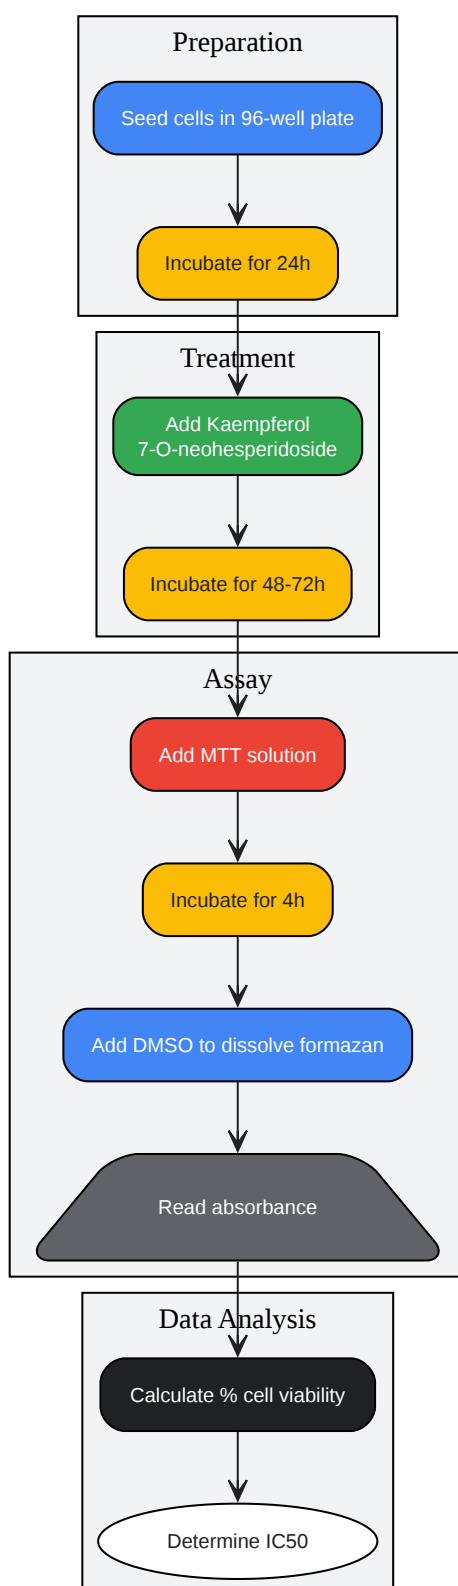 Preparation
Seed cells in 96-well plate
Incubate for 24h
Treatment
Add Kaempferol
7-O-neohesperidoside
Incubate for 48-72h
Assay
Add MTT solution
Incubate for 4h
Add DMSO to dissolve formazan
Read absorbance
Data Analysis
Calculate % cell viability
Determine IC50